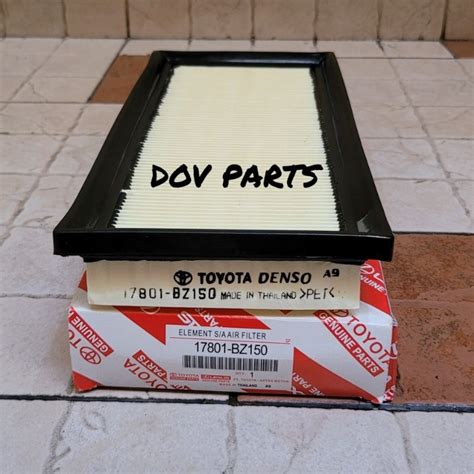 DOV PARTS
TOYOTA DENSO A9
17801-BZ150 MADE IN THAILAND >PET<
ELEMENT S/A AIR FILTER
17801-BZ150
QTY. 1
TOYOTA
GENUINE PARTS